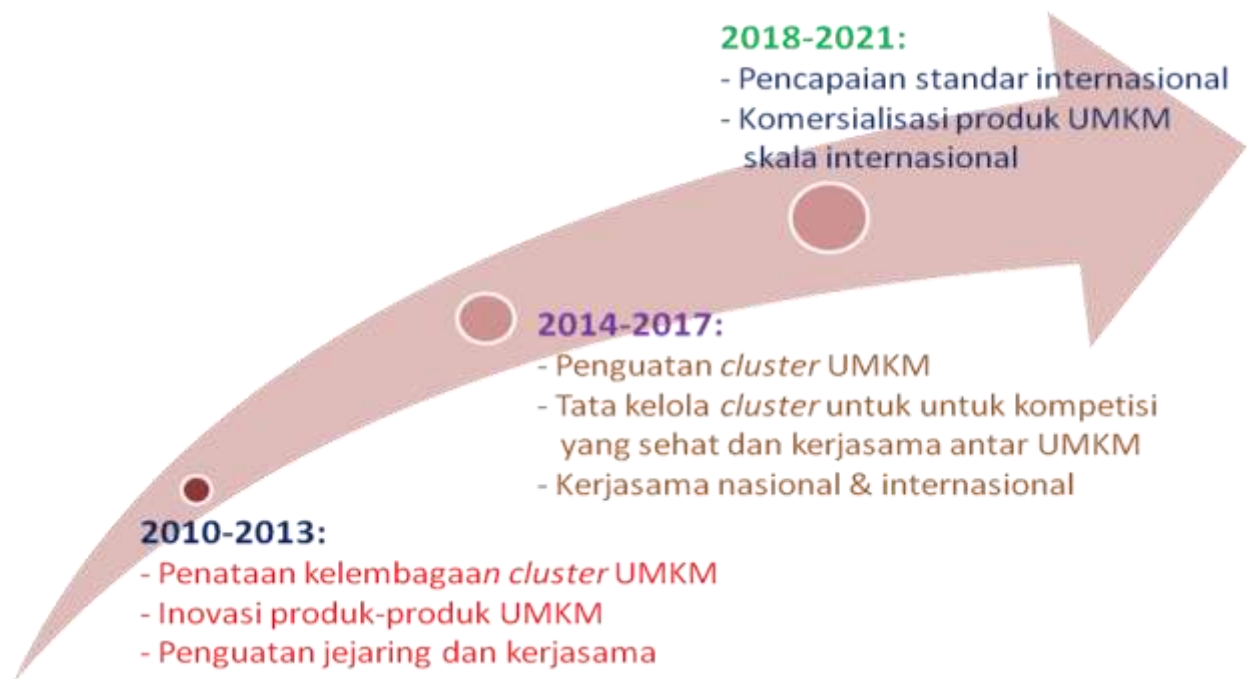 2018-2021:
- Pencapaian standar internasional
- Komersialisasi produk UMKM
skala internasional
2014-2017:
- Penguatan cluster UMKM
- Tata kelola cluster untuk untuk kompetisi
yang sehat dan kerjasama antar UMKM
- Kerjasama nasional & internasional
2010-2013:
- Penataan kelembagaan cluster UMKM
- Inovasi produk-produk UMKM
- Penguatan jejaring dan kerjasama